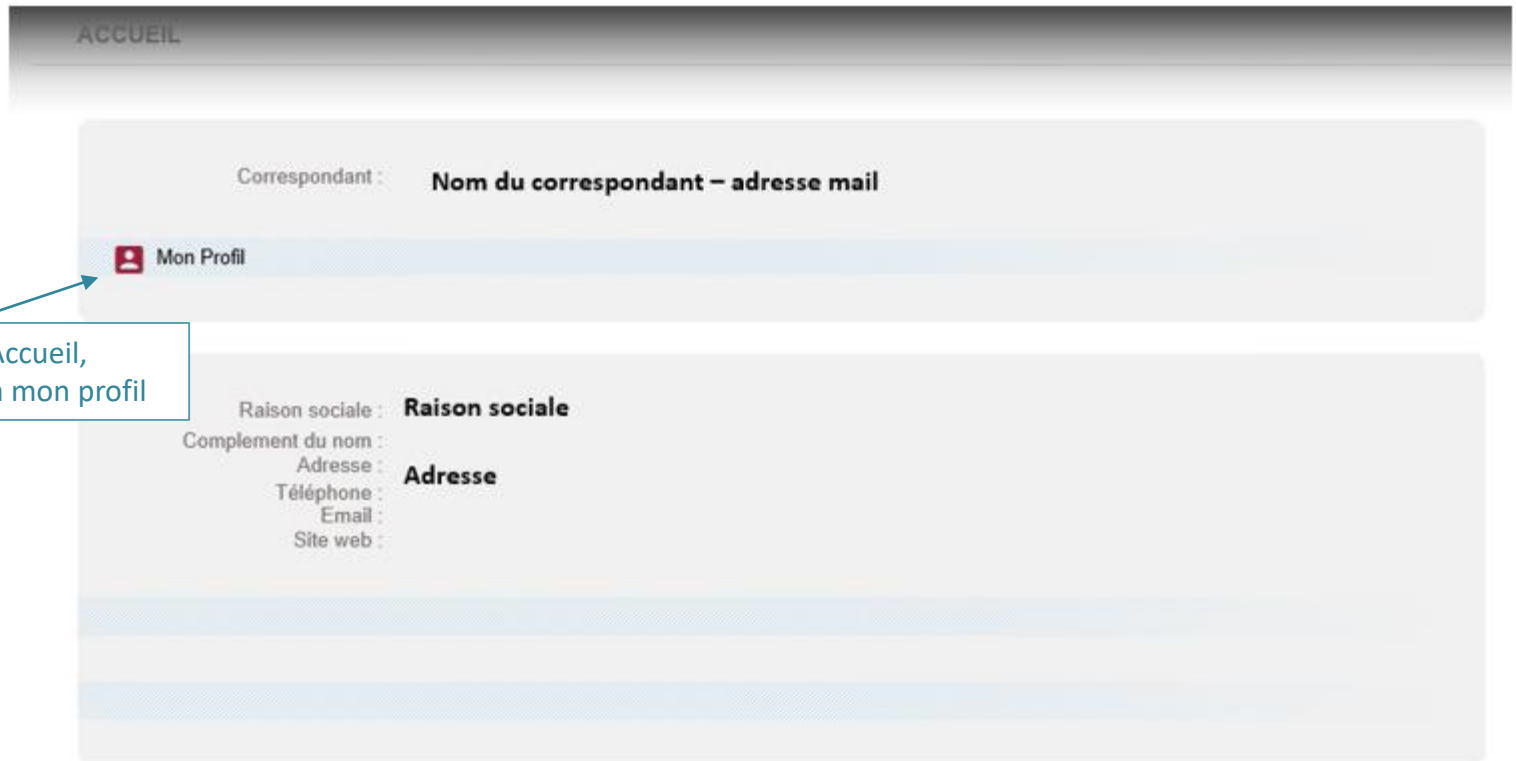 ACCUEIL
Correspondant : Nom du correspondant – adresse mail
Mon Profil
Accueil,
mon profil
Raison sociale : Raison sociale
Complement du nom :
Adresse : Adresse
Téléphone :
Email :
Site web :